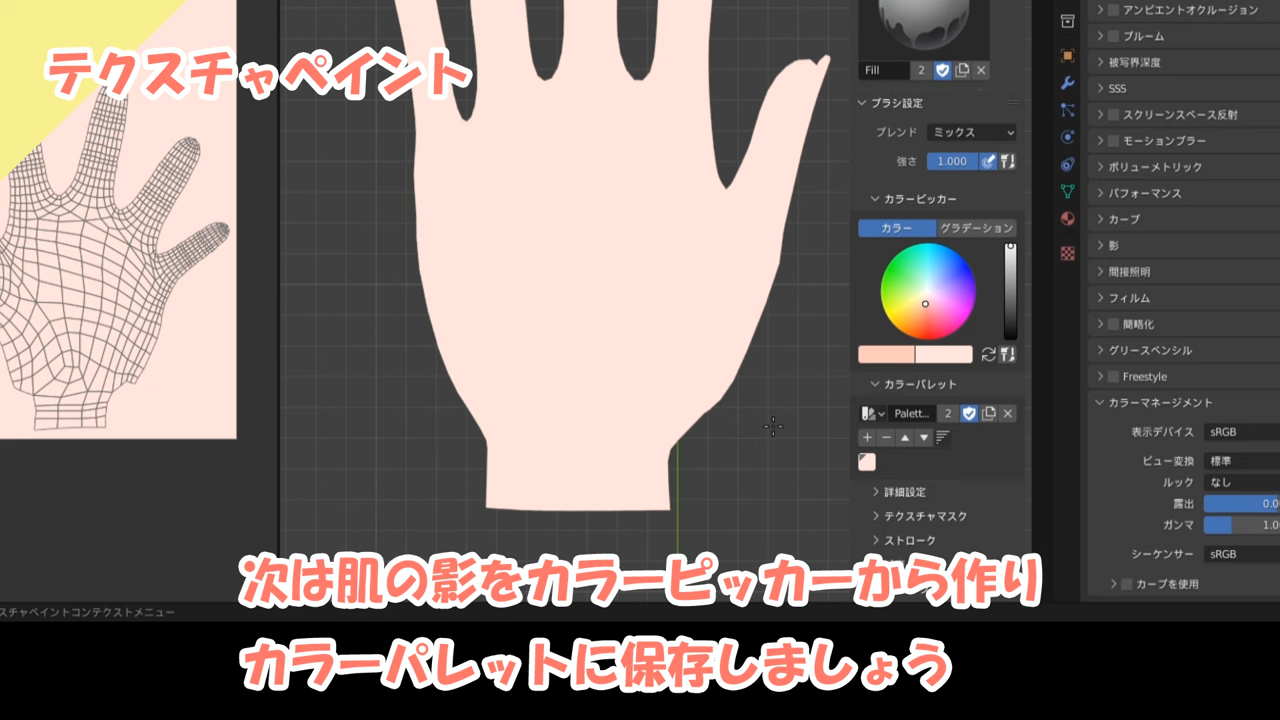 テクスチャペイント
Fill 2
ブラシ設定
ブレンド ミックス
強さ 1.000
カラーピッカー
カラー グラデーション
カラーパレット
Palett... 2
詳細設定
テクスチャマスク
ストローク
アンビエントオクルージョン
ブルーム
被写界深度
SSS
スクリーンスペース反射
モーションブラー
ボリューメトリック
パフォーマンス
カーブ
影
間接照明
フィルム
簡略化
グリースペンシル
Freestyle
カラーマネージメント
表示デバイス sRGB
ビュー変換 標準
ルック なし
露出 0.0
ガンマ 1.0
シーケンサー sRGB
カーブを使用
次は肌の影をカラーピッカーから作り
スチャペイントコンテクストメニュー
カラーパレットに保存しましょう